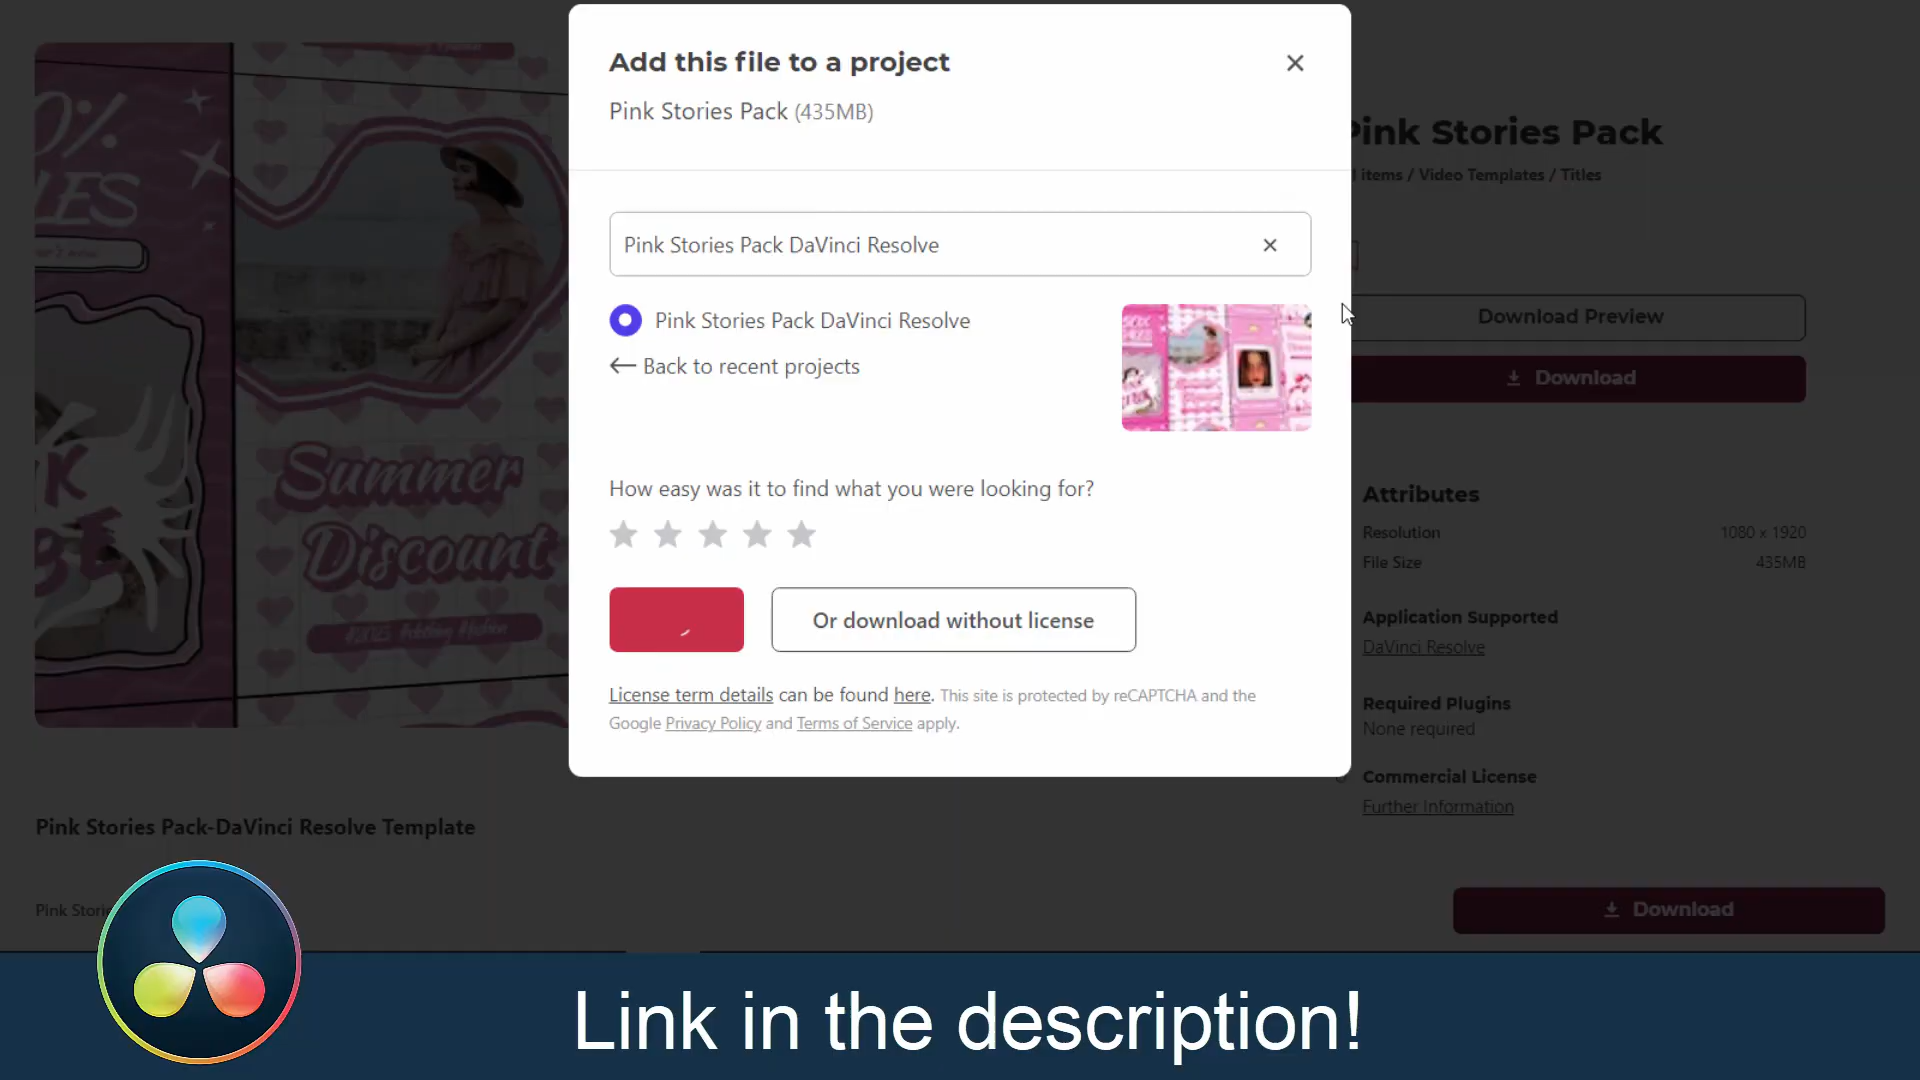 Add this file to a project
Pink Stories Pack (435MB)
Pink Stories Pack DaVinci Resolve
Pink Stories Pack DaVinci Resolve
Back to recent projects
How easy was it to find what you were looking for?
Or download without license
License term details can be found here. This site is protected by reCAPTCHA and the
Google Privacy Policy and Terms of Service apply.
Pink Stories Pack
items / Video Templates / Titles
Download Preview
Download
Attributes
Resolution 1080 x 1920
File Size 435MB
Application Supported
DaVinci Resolve
Required Plugins
None required
Commercial License
Further Information
Download
Summer
Discount
Pink Stories Pack-DaVinci Resolve Template
Pink
Link in the description!